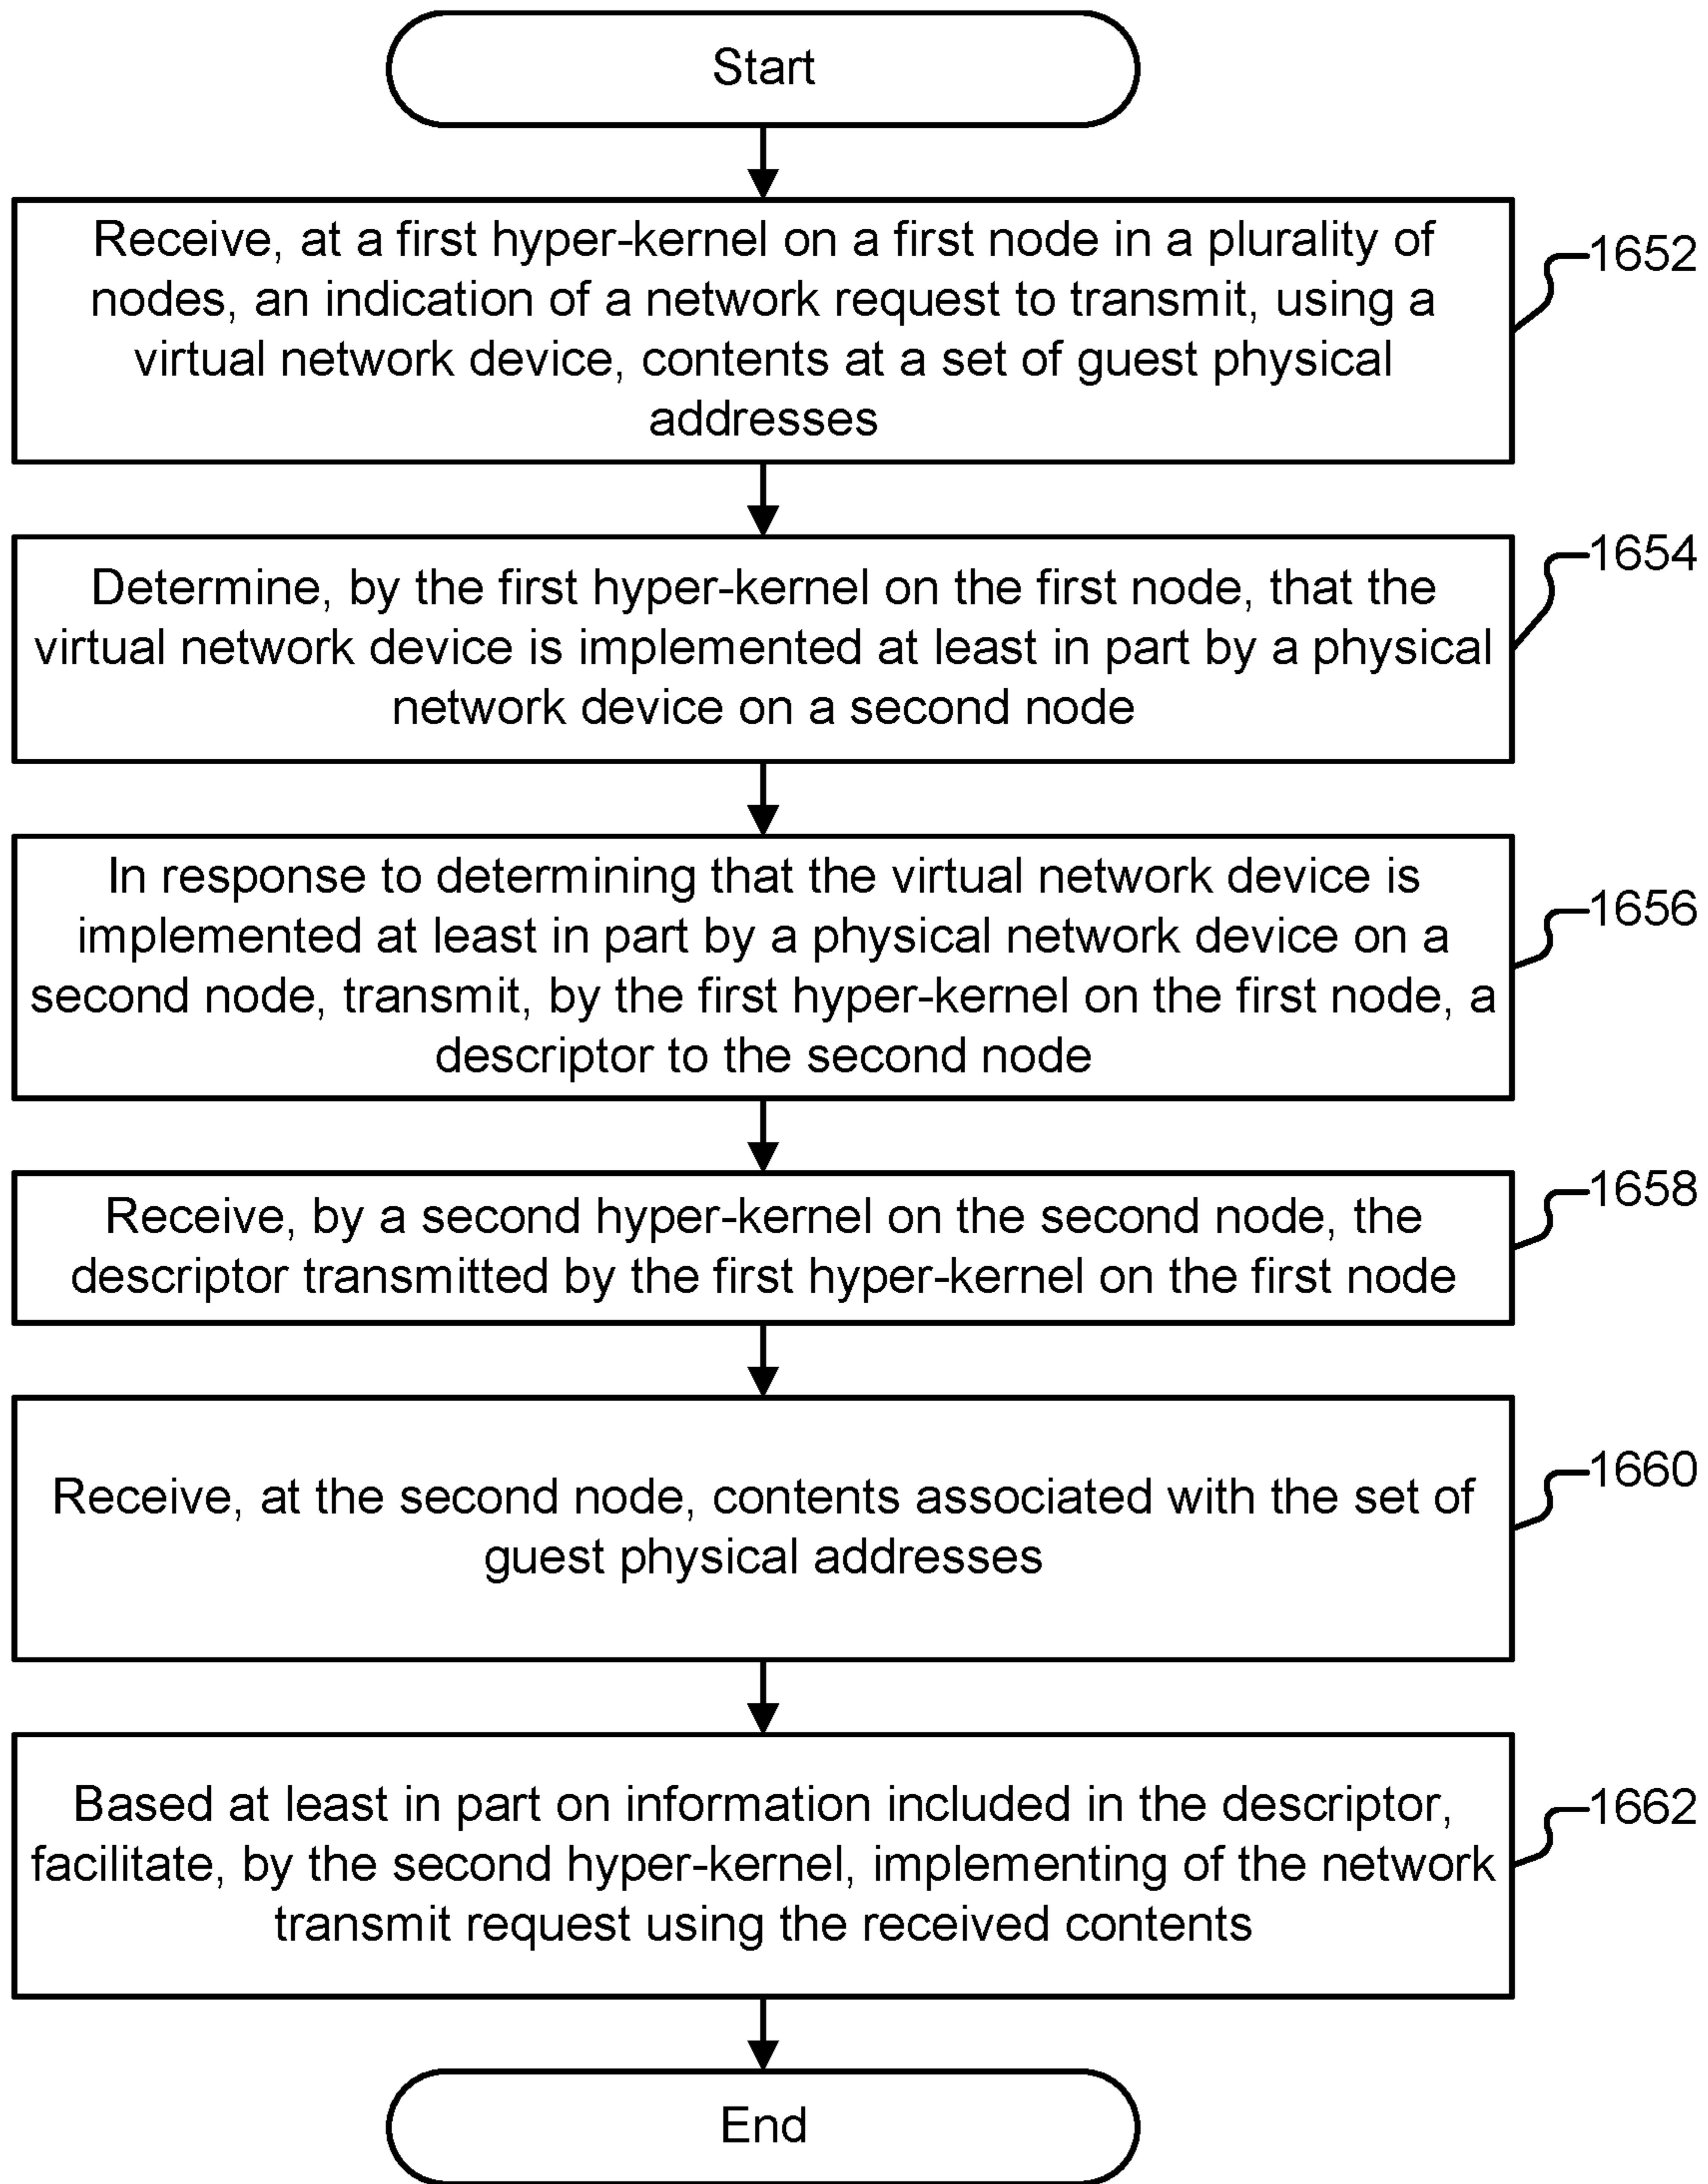 Start
Receive, at a first hyper-kernel on a first node in a plurality of
nodes, an indication of a network request to transmit, using a
virtual network device, contents at a set of guest physical
addresses
1652
Determine, by the first hyper-kernel on the first node, that the
virtual network device is implemented at least in part by a physical
network device on a second node
1654
In response to determining that the virtual network device is
implemented at least in part by a physical network device on a
second node, transmit, by the first hyper-kernel on the first node, a
descriptor to the second node
1656
Receive, by a second hyper-kernel on the second node, the
descriptor transmitted by the first hyper-kernel on the first node
1658
Receive, at the second node, contents associated with the set of
guest physical addresses
1660
Based at least in part on information included in the descriptor,
facilitate, by the second hyper-kernel, implementing of the network
transmit request using the received contents
1662
End